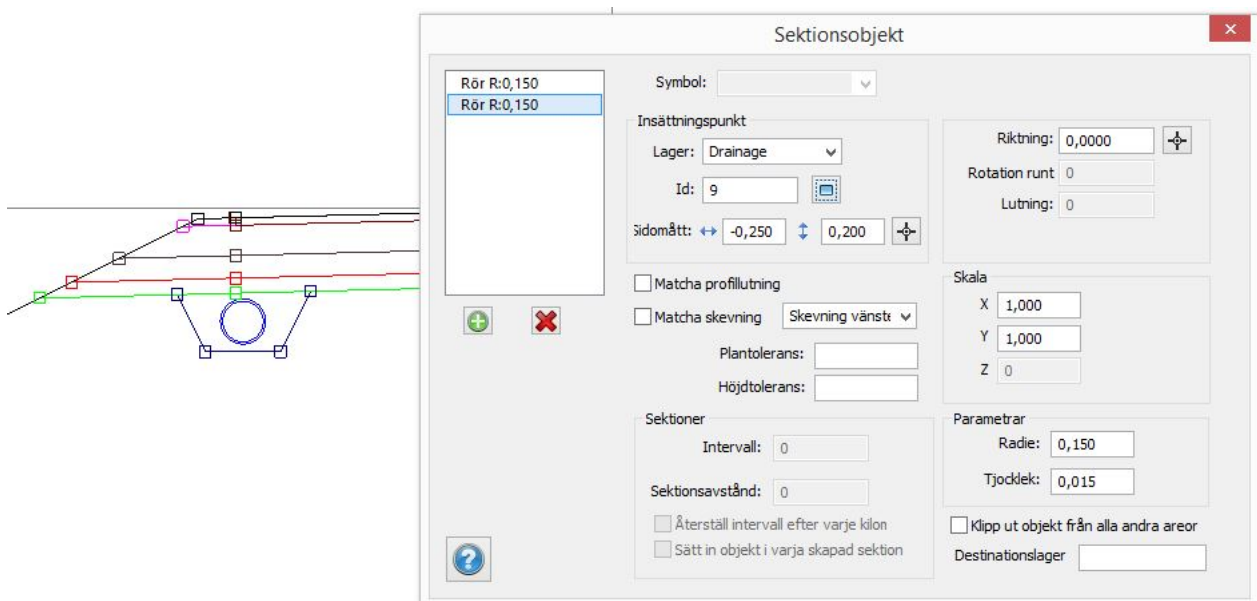 Sektionsobjekt
Rör R:0,150
Rör R:0,150
Symbol:
Insättningspunkt
Lager: Drainage
Id: 9
Sidomått: -0,250 0,200
Riktning: 0,0000
Rotation runt 0
Lutning: 0
Matcha profillutning
Matcha skevning Skevning vänste
Plantolerans:
Höjdtolerans:
Skala
X 1,000
Y 1,000
Z 0
Sektioner
Intervall: 0
Sektionsavstånd: 0
Återställ intervall efter varje kilon
Sätt in objekt i varja skapad sektion
Parametrar
Radie: 0,150
Tjocklek: 0,015
Klipp ut objekt från alla andra areor
Destinationslager